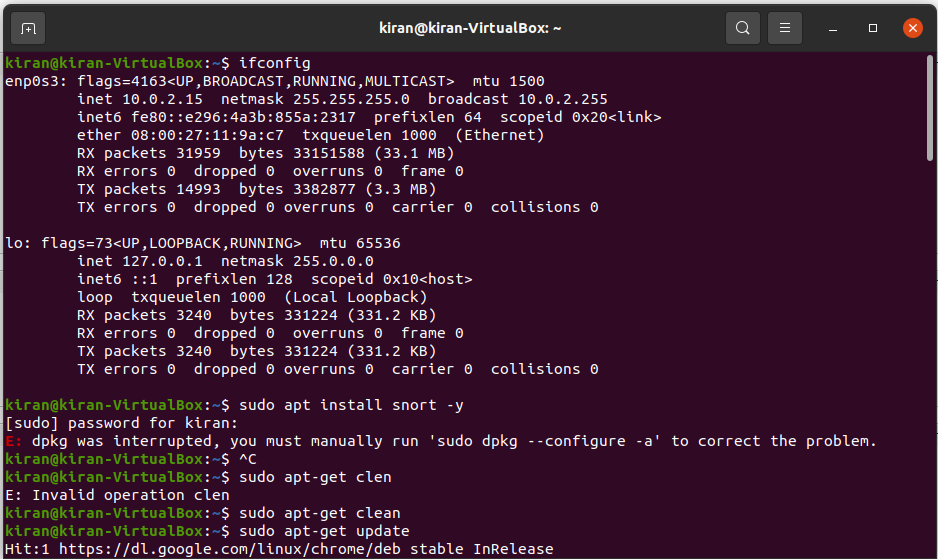 kiran@kiran-VirtualBox: ~
kiran@kiran-VirtualBox:~$ ifconfig
enp0s3: flags=4163<UP,BROADCAST,RUNNING,MULTICAST>  mtu 1500
        inet 10.0.2.15  netmask 255.255.255.0  broadcast 10.0.2.255
        inet6 fe80::e296:4a3b:855a:2317  prefixlen 64  scopeid 0x20<link>
        ether 08:00:27:11:9a:c7  txqueuelen 1000  (Ethernet)
        RX packets 31959  bytes 33151588 (33.1 MB)
        RX errors 0  dropped 0  overruns 0  frame 0
        TX packets 14993  bytes 3382877 (3.3 MB)
        TX errors 0  dropped 0 overruns 0  carrier 0  collisions 0
lo: flags=73<UP,LOOPBACK,RUNNING>  mtu 65536
        inet 127.0.0.1  netmask 255.0.0.0
        inet6 ::1  prefixlen 128  scopeid 0x10<host>
        loop  txqueuelen 1000  (Local Loopback)
        RX packets 3240  bytes 331224 (331.2 KB)
        RX errors 0  dropped 0  overruns 0  frame 0
        TX packets 3240  bytes 331224 (331.2 KB)
        TX errors 0  dropped 0 overruns 0  carrier 0  collisions 0
kiran@kiran-VirtualBox:~$ sudo apt install snort -y
[sudo] password for kiran:
E: dpkg was interrupted, you must manually run 'sudo dpkg --configure -a' to correct the problem.
kiran@kiran-VirtualBox:~$ ^C
kiran@kiran-VirtualBox:~$ sudo apt-get clen
E: Invalid operation clen
kiran@kiran-VirtualBox:~$ sudo apt-get clean
kiran@kiran-VirtualBox:~$ sudo apt-get update
Hit:1 https://dl.google.com/linux/chrome/deb stable InRelease